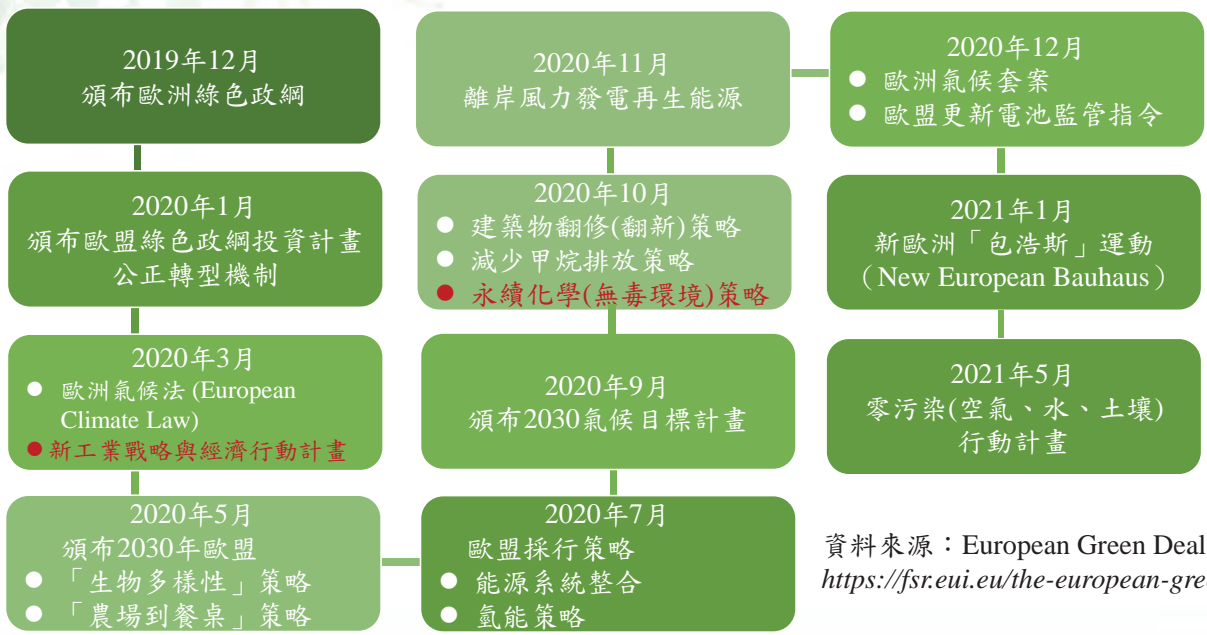 2019年12月
頒布歐洲綠色政綱
2020年1月
頒布歐盟綠色政綱投資計畫
公正轉型機制
2020年3月
● 歐洲氣候法 (European
Climate Law)
● 新工業戰略與經濟行動計畫
2020年5月
頒布2030年歐盟
● 「生物多樣性」策略
● 「農場到餐桌」策略
2020年7月
歐盟採行策略
● 能源系統整合
● 氫能策略
2020年9月
頒布2030氣候目標計畫
2020年10月
● 建築物翻修(翻新)策略
● 減少甲烷排放策略
● 永續化學(無毒環境)策略
2020年11月
離岸風力發電再生能源
2020年12月
● 歐洲氣候套案
● 歐盟更新電池監管指令
2021年1月
新歐洲「包浩斯」運動
（New European Bauhaus）
2021年5月
零污染(空氣、水、土壤)
行動計畫
資料來源：European Green Deal
https://fsr.eui.eu/the-european-gre